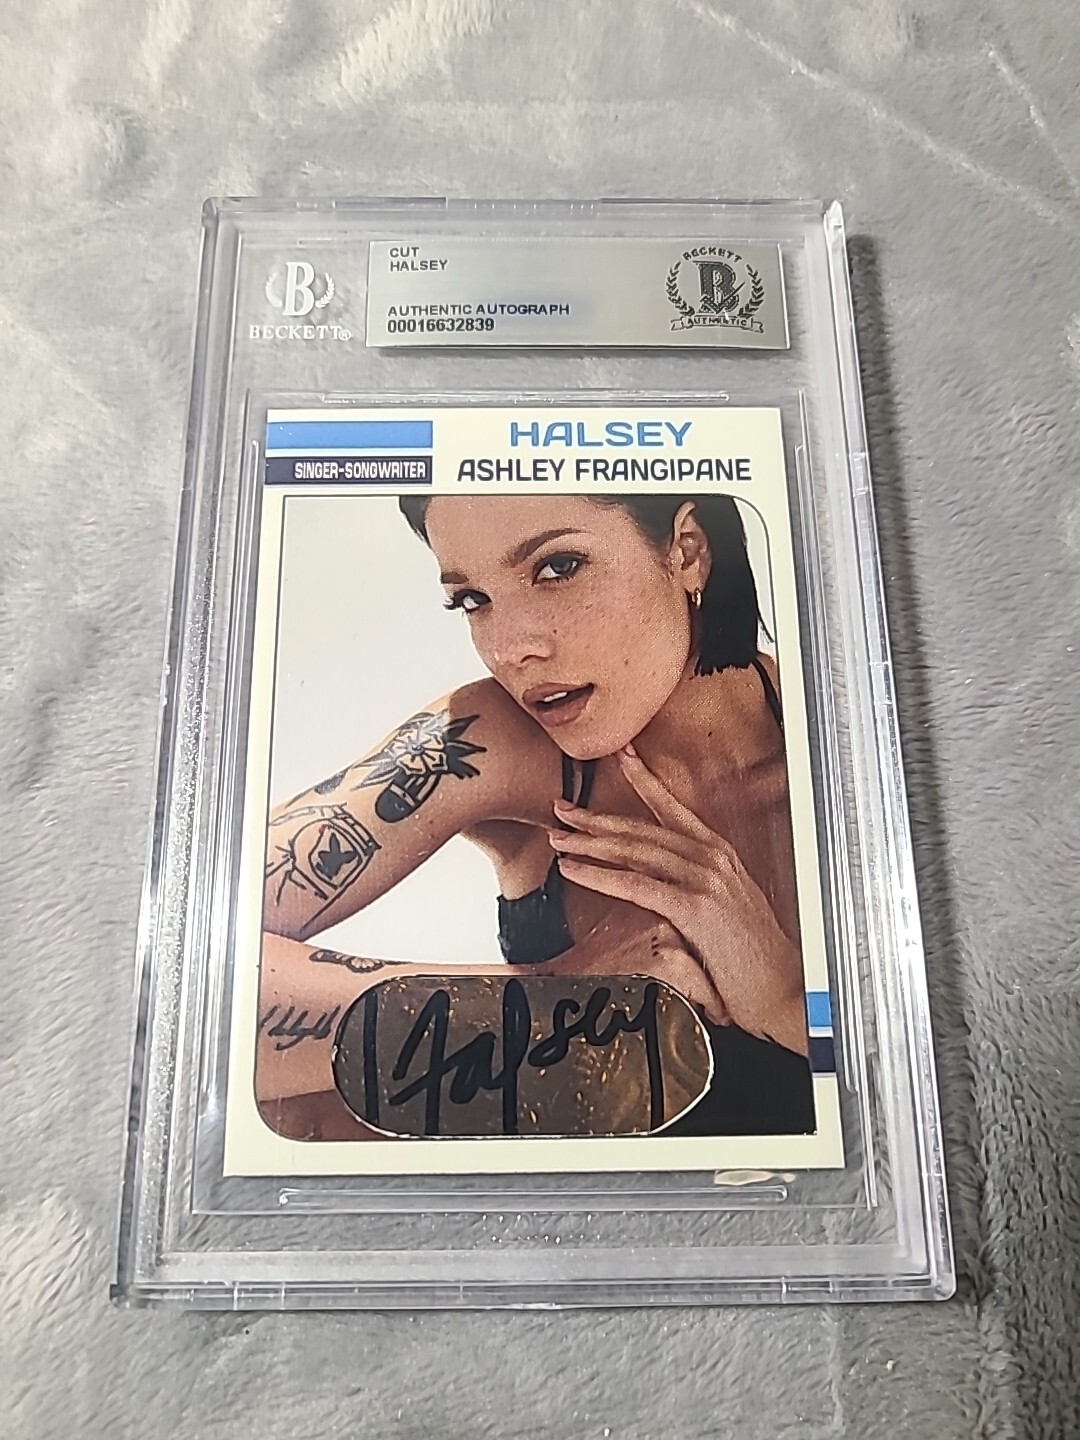 CUT
HALSEY
AUTHENTIC AUTOGRAPH
00016632839
B
BECKETT®
BECKETT
B
AUTHENTIC
HALSEY
SINGER-SONGWRITER
ASHLEY FRANGIPANE
Halsey